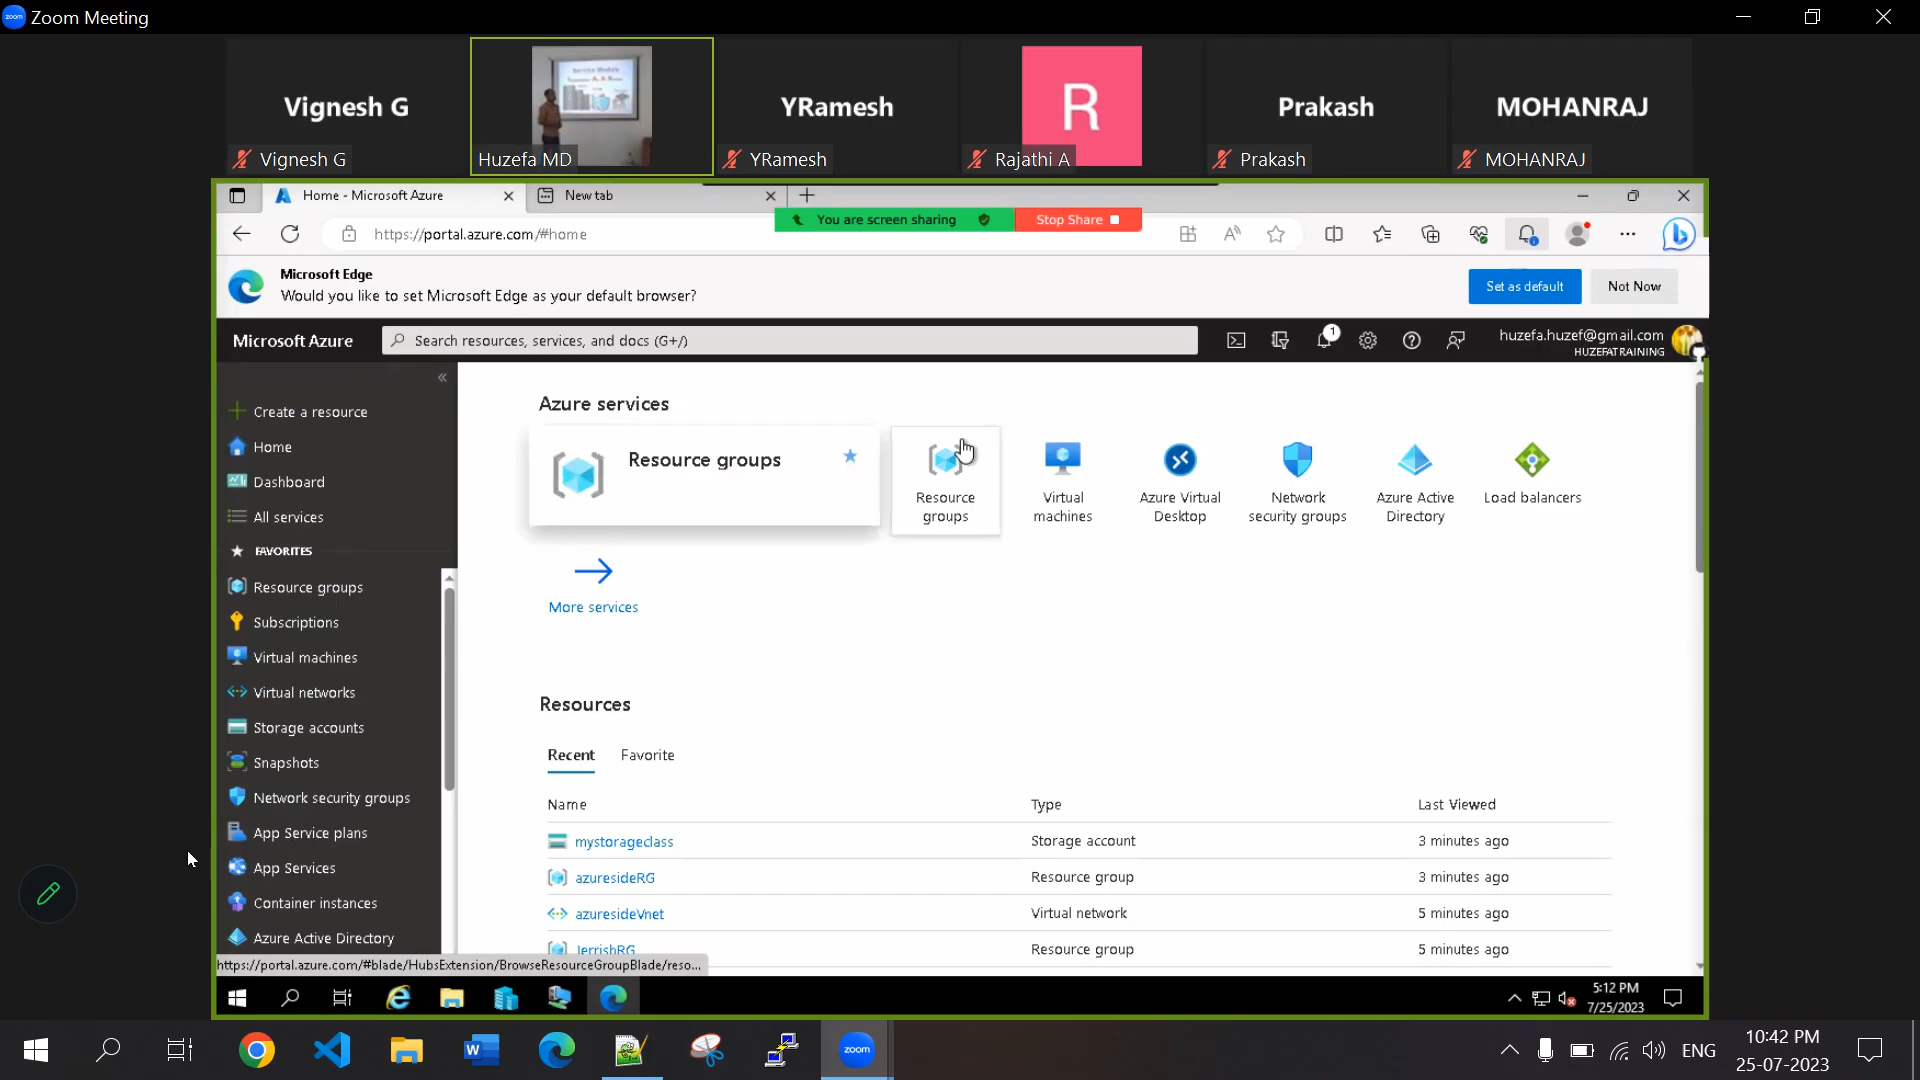 Zoom Meeting
Vignesh G
Vignesh G
Service Models
Huzefa MD
YRamesh
YRamesh
R
Rajathi A
Prakash
Prakash
MOHANRAJ
MOHANRAJ
Home - Microsoft Azure
New tab
You are screen sharing
Stop Share
https://portal.azure.com/#home
Microsoft Edge
Would you like to set Microsoft Edge as your default browser?
Set as default
Not Now
Microsoft Azure
Search resources, services, and docs (G+/)
1
huzefa.huzef@gmail.com
HUZEFATRAINING
Create a resource
Home
Dashboard
All services
FAVORITES
Resource groups
Subscriptions
Virtual machines
Virtual networks
Storage accounts
Snapshots
Network security groups
App Service plans
App Services
Container instances
Azure Active Directory
Azure services
Resource groups
Resource
groups
Virtual
machines
Azure Virtual
Desktop
Network
security groups
Azure Active
Directory
Load balancers
More services
Resources
Recent
Favorite
Name
Type
Last Viewed
mystorageclass
Storage account
3 minutes ago
azuresideRG
Resource group
3 minutes ago
azuresideVnet
Virtual network
5 minutes ago
JerrishRG
Resource group
5 minutes ago
https://portal.azure.com/#blade/HubsExtension/BrowseResourceGroupBlade/reso...
5:12 PM
7/25/2023
zoom
ENG
10:42 PM
25-07-2023